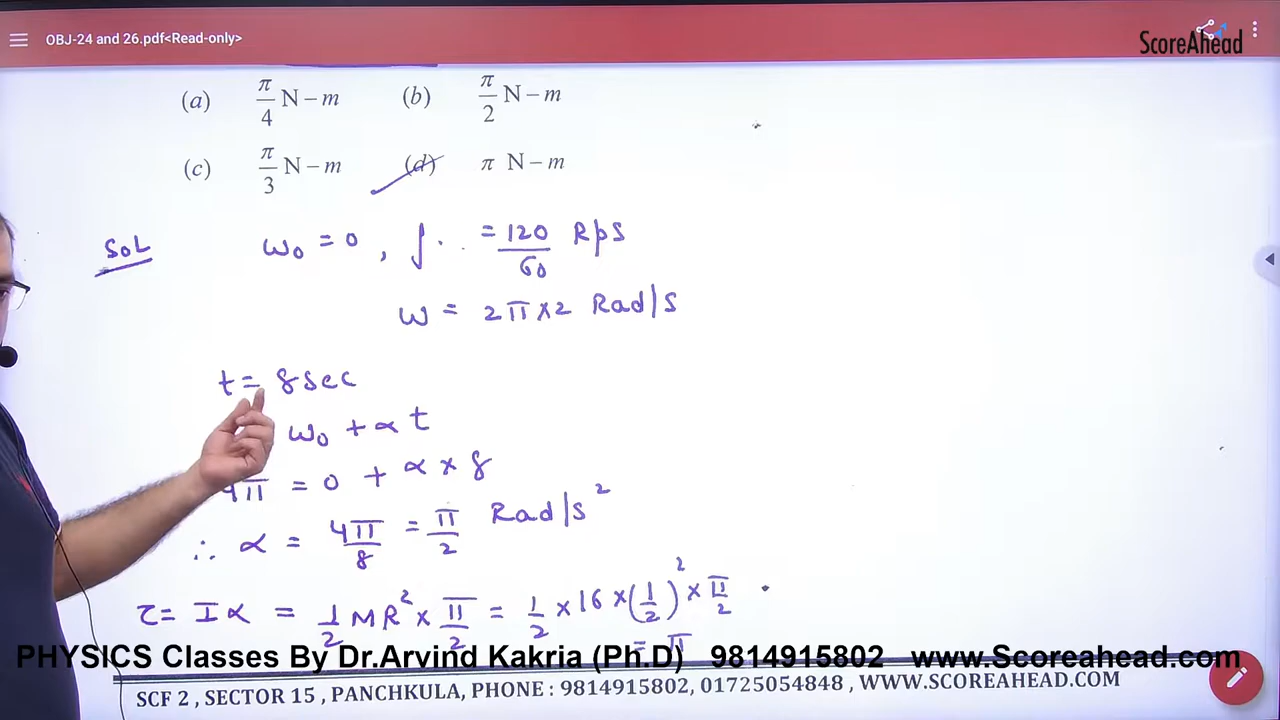 OBJ-24 and 26.pdf<Read-only>
ScoreAhead
(a) π/4 N – m (b) π/2 N – m
(c) π/3 N – m (d) π N – m
Sol ω₀ = 0 , f = 120/60 Rps
ω = 2π×2 Rad/s
t = 8 sec
ω₀ + α t
4π = 0 + α × 8
∴ α = 4π/8 = π/2 Rad/s²
τ = Iα = 1/2 MR² × π/2 = 1/2 × 16 × (1/2)² × π/2
= π
PHYSICS Classes By Dr.Arvind Kakria (Ph.D) 9814915802 www.Scoreahead.com
SCF 2 , SECTOR 15 , PANCHKULA, PHONE : 9814915802, 01725054848 , WWW.SCOREAHEAD.COM